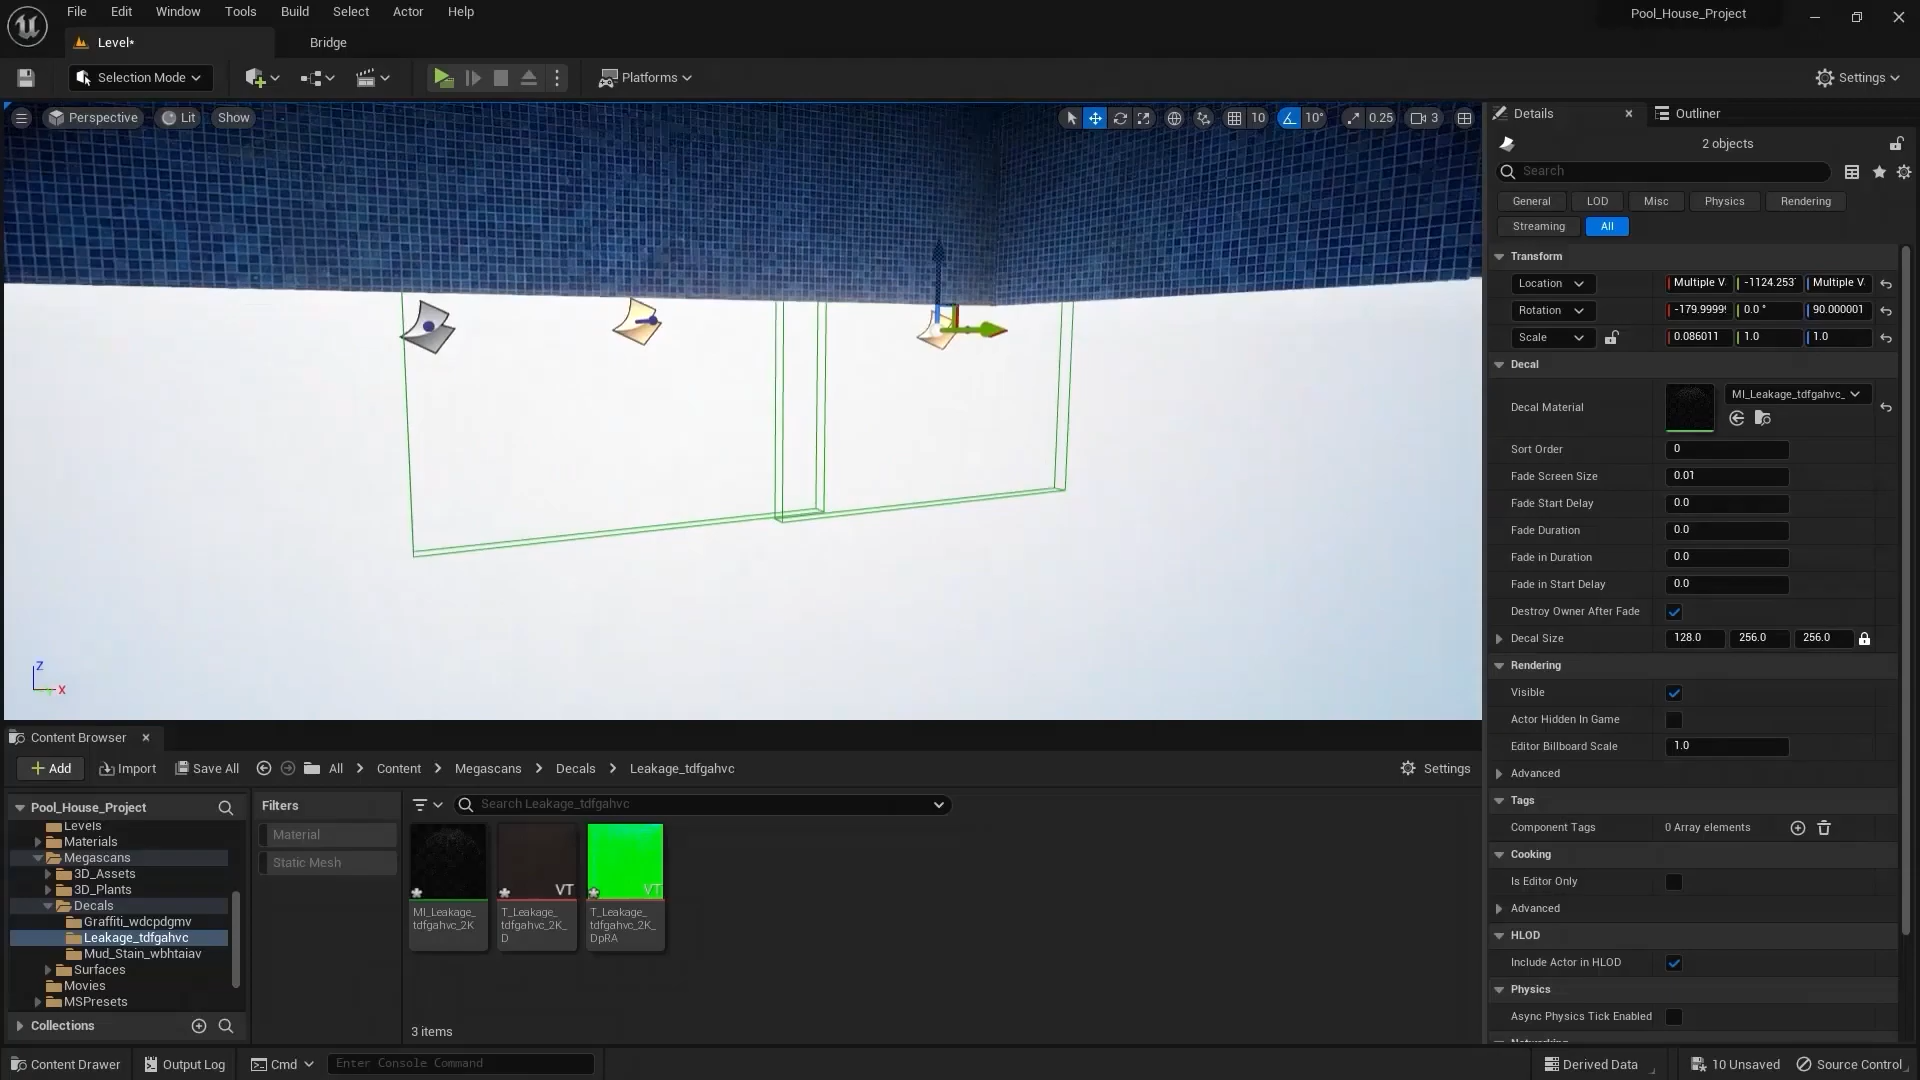 File Edit Window Tools Build Select Actor Help
Pool_House_Project
Level*
Bridge
Selection Mode
Platforms
Settings
Perspective
Lit
Show
10
10°
0.25
3
Z
X
Details
Outliner
2 objects
Search
General
LOD
Misc
Physics
Rendering
Streaming
All
Transform
Location Multiple V -1124.253 Multiple V
Rotation -179.9999 0.0 ° 90.000001
Scale 0.086011 1.0 1.0
Decal
Decal Material MI_Leakage_tdfgahvc_
Sort Order 0
Fade Screen Size 0.01
Fade Start Delay 0.0
Fade Duration 0.0
Fade in Duration 0.0
Fade in Start Delay 0.0
Destroy Owner After Fade
Decal Size 128.0 256.0 256.0
Rendering
Visible
Actor Hidden In Game
Editor Billboard Scale 1.0
Advanced
Tags
Component Tags 0 Array elements
Cooking
Is Editor Only
Advanced
HLOD
Include Actor in HLOD
Physics
Async Physics Tick Enabled
Content Browser
Add
Import
Save All
All
Content
Megascans
Decals
Leakage_tdfgahvc
Settings
Pool_House_Project
Levels
Materials
Megascans
3D_Assets
3D_Plants
Decals
Graffiti_wdcpdgmv
Leakage_tdfgahvc
Mud_Stain_wbhtaiav
Surfaces
Movies
MSPresets
Collections
Filters
Material
Static Mesh
Search Leakage_tdfgahvc
MI_Leakage_
tdfgahvc_2K
VT
T_Leakage_
tdfgahvc_2K_
D
VT
T_Leakage_
tdfgahvc_2K_
DpRA
3 items
Content Drawer
Output Log
Cmd
Enter Console Command
Derived Data
10 Unsaved
Source Control